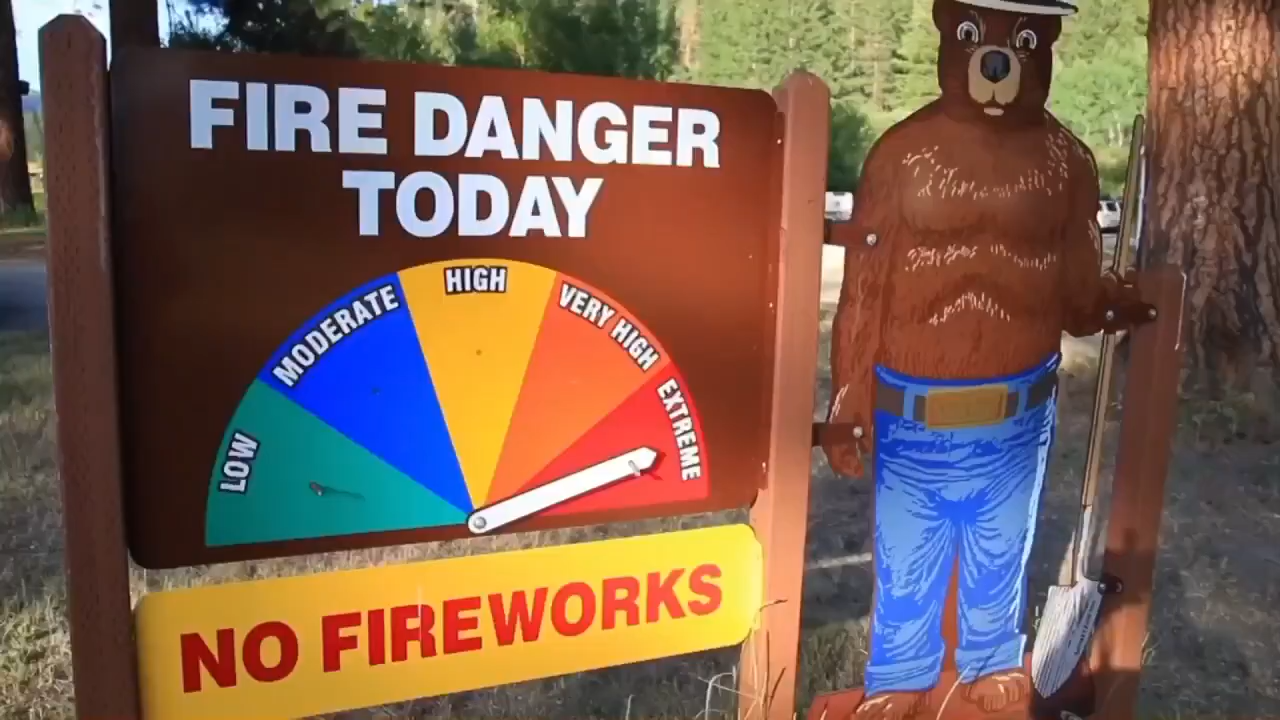 FIRE DANGER
TODAY
LOW
MODERATE
HIGH
VERY HIGH
EXTREME
NO FIREWORKS